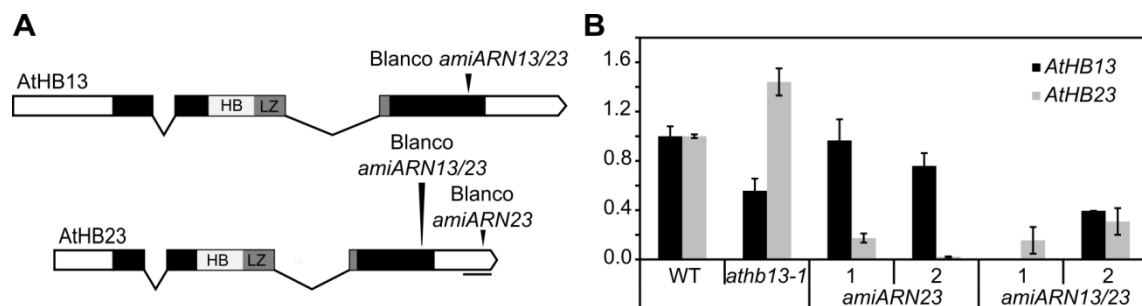 A
AtHB13
Blanco amiARN13/23
HB
LZ
Blanco
amiARN13/23
Blanco
amiARN23
AtHB23
HB
LZ
B
1.6
1.2
0.8
0.4
0.0
AtHB13
AtHB23
WT
athb13-1
1
2
1
2
amiARN23
amiARN13/23